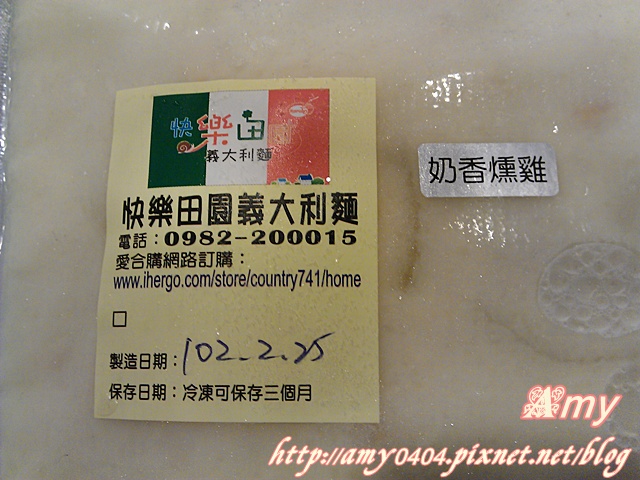 快樂田園
義大利麵
快樂田園義大利麵
電話：0982-200015
愛合購網路訂購：
www.ihergo.com/store/country741/home
□
製造日期：102.2.25
保存日期：冷凍可保存三個月
奶香燻雞
Amy
http://amy0404.pixnet.net/blog